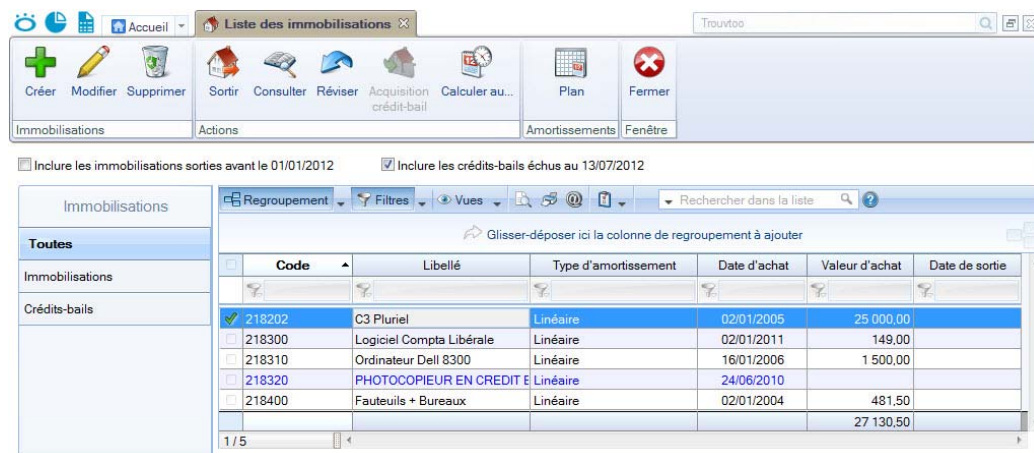 Accueil Liste des immobilisations Trouvtoo
Créer Modifier Supprimer Sortir Consulter Réviser Acquisition crédit-bail Calculer au... Plan Fermer
Immobilisations Actions Amortissements Fenêtre
Inclure les immobilisations sorties avant le 01/01/2012 Inclure les crédits-bails échus au 13/07/2012
Immobilisations Regroupement Filtres Vues Rechercher dans la liste
Toutes Glisser-déposer ici la colonne de regroupement à ajouter
Immobilisations
Crédits-bails
Code Libellé Type d'amortissement Date d'achat Valeur d'achat Date de sortie
218202 C3 Pluriel Linéaire 02/01/2005 25 000,00
218300 Logiciel Compta Libérale Linéaire 02/01/2011 149,00
218310 Ordinateur Dell 8300 Linéaire 16/01/2006 1 500,00
218320 PHOTOCOPIEUR EN CREDIT Linéaire 24/06/2010
218400 Fauteuils + Bureaux Linéaire 02/01/2004 481,50
27 130,50
1 / 5